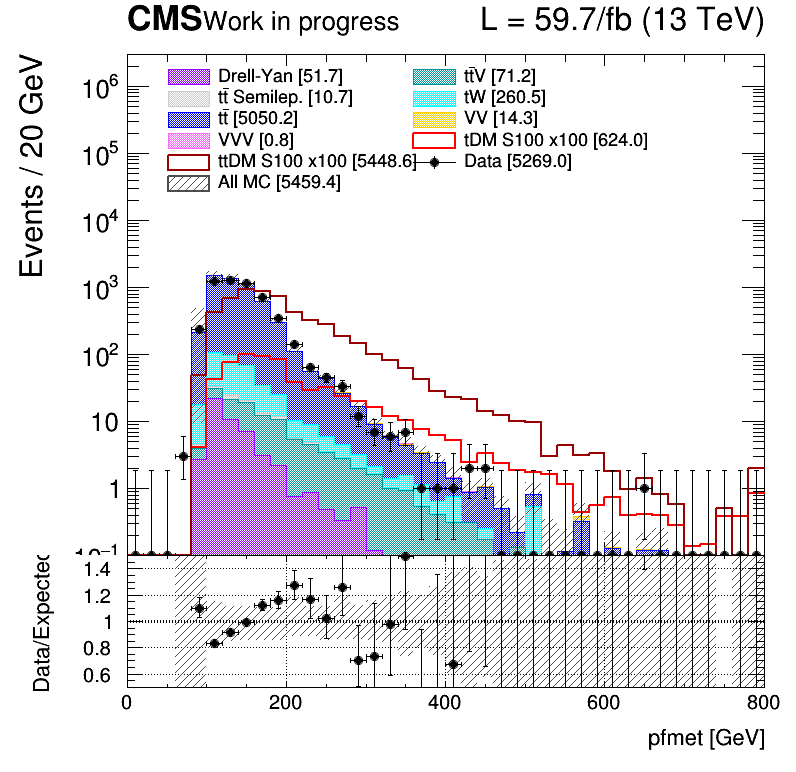 CMS Work in progress L = 59.7/fb (13 TeV)
Events / 20 GeV
Drell-Yan [51.7] tt̄V [71.2]
tt̄ Semilep. [10.7] tW [260.5]
tt̄ [5050.2] VV [14.3]
VVV [0.8] tDM S100 x100 [624.0]
ttDM S100 x100 [5448.6] Data [5269.0]
All MC [5459.4]
10⁶
10⁵
10⁴
10³
10²
10
1
10⁻¹
Data/Expected
1.4
1.2
1
0.8
0.6
0 200 400 600 800
pfmet [GeV]